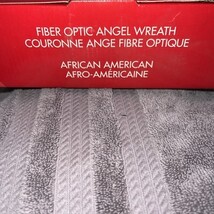 FIBER OPTIC ANGEL WREATH
COURONNE ANGE FIBRE OPTIQUE
AFRICAN AMERICAN
AFRO-AMÉRICAINE